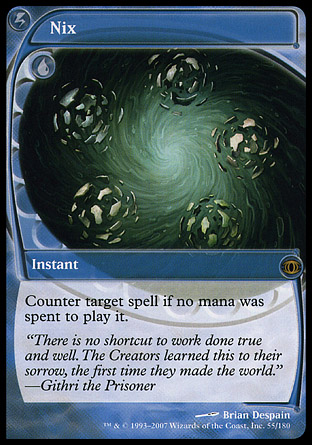 Nix
Instant
Counter target spell if no mana was
spent to play it.
"There is no shortcut to work done true
and well. The Creators learned this to their
sorrow, the first time they made the world."
—Githri the Prisoner
Brian Despain
™ & © 1993–2007 Wizards of the Coast, Inc. 55/180